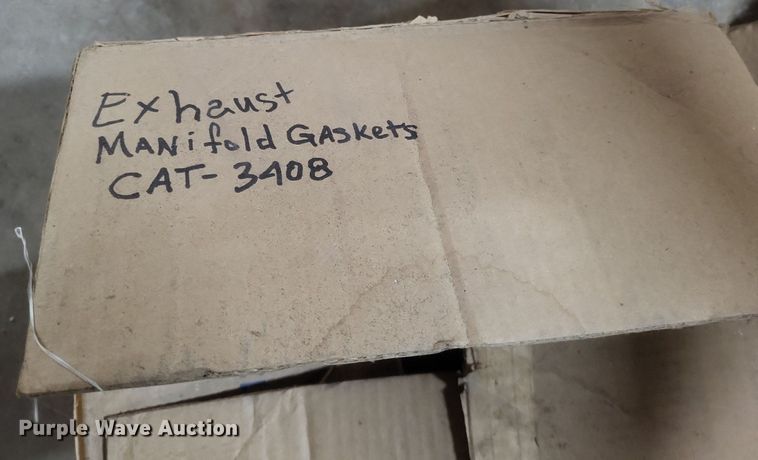 Exhaust
MANifold GAskets
CAT-3408
Purple Wave Auction